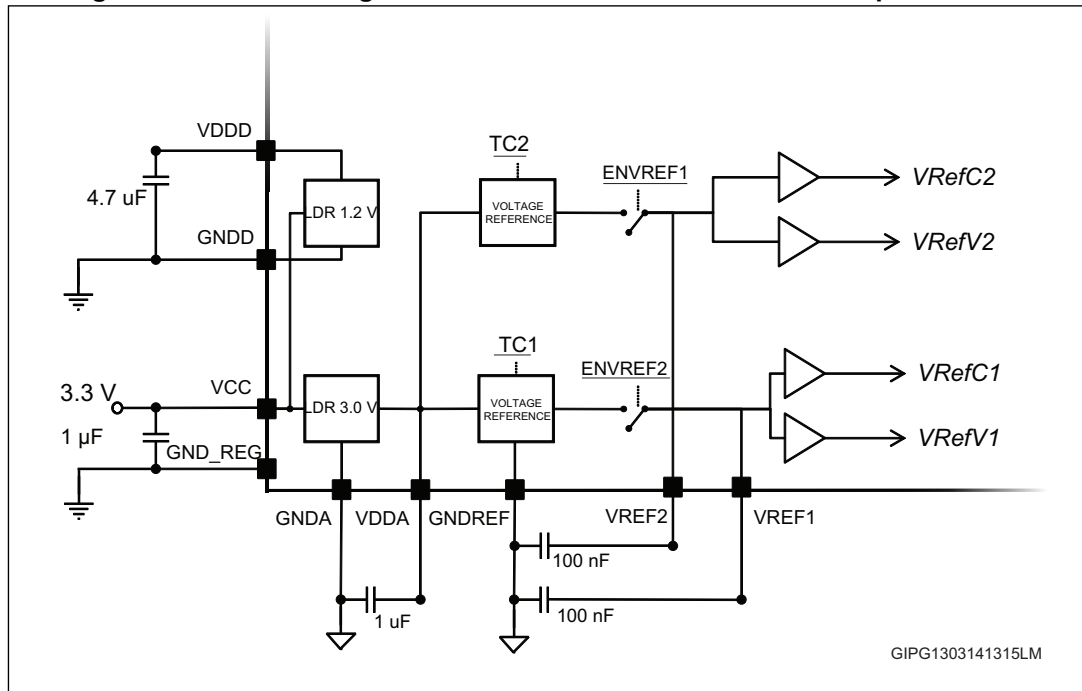 VDDD
4.7 uF
GNDD
LDR 1.2 V
TC2
VOLTAGE
REFERENCE
ENVREF1
VRefC2
VRefV2
3.3 V
VCC
1 µF
GND_REG
LDR 3.0 V
TC1
VOLTAGE
REFERENCE
ENVREF2
VRefC1
VRefV1
GNDA
VDDA
GNDREF
VREF2
VREF1
100 nF
100 nF
1 uF
GIPG1303141315LM